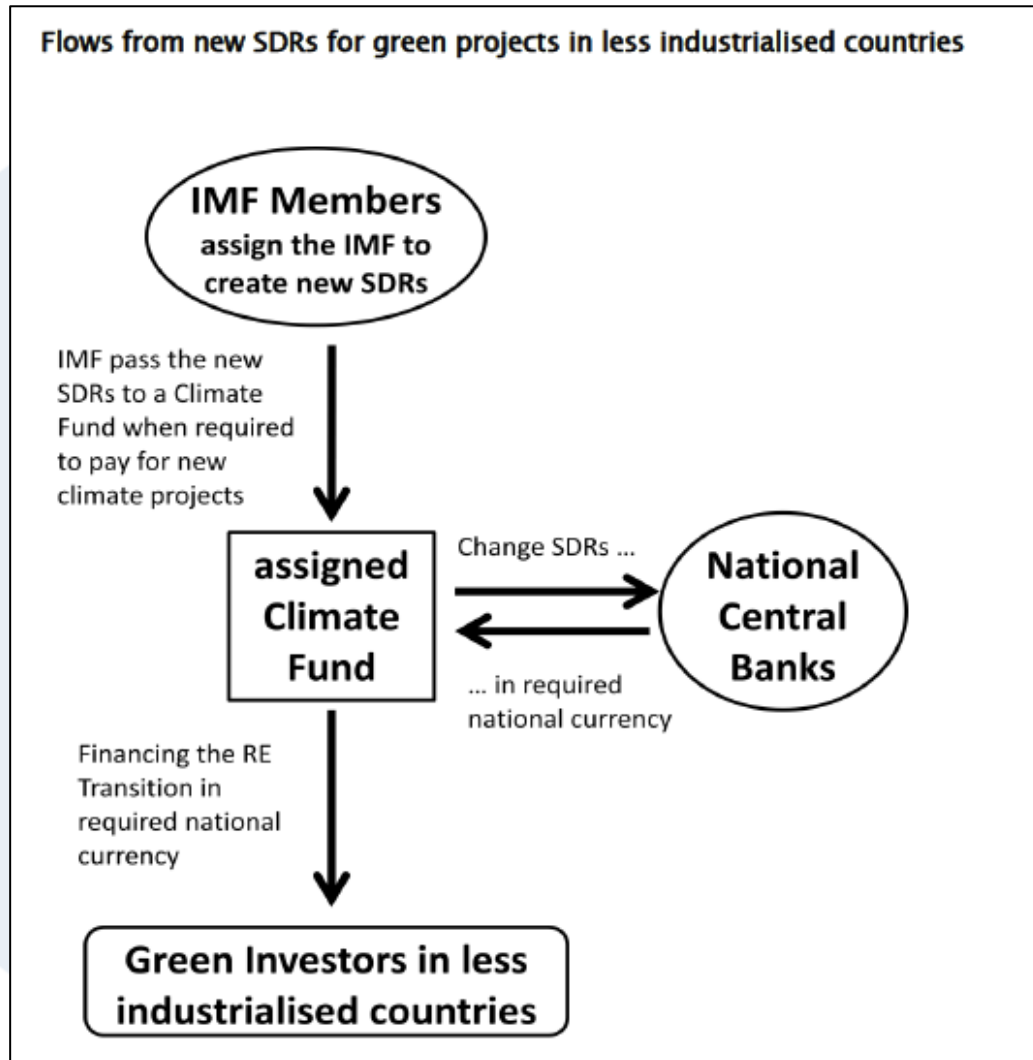 Flows from new SDRs for green projects in less industrialised countries
IMF Members
assign the IMF to
create new SDRs
IMF pass the new
SDRs to a Climate
Fund when required
to pay for new
climate projects
assigned
Climate
Fund
Change SDRs ...
... in required
national currency
National
Central
Banks
Financing the RE
Transition in
required national
currency
Green Investors in less
industrialised countries